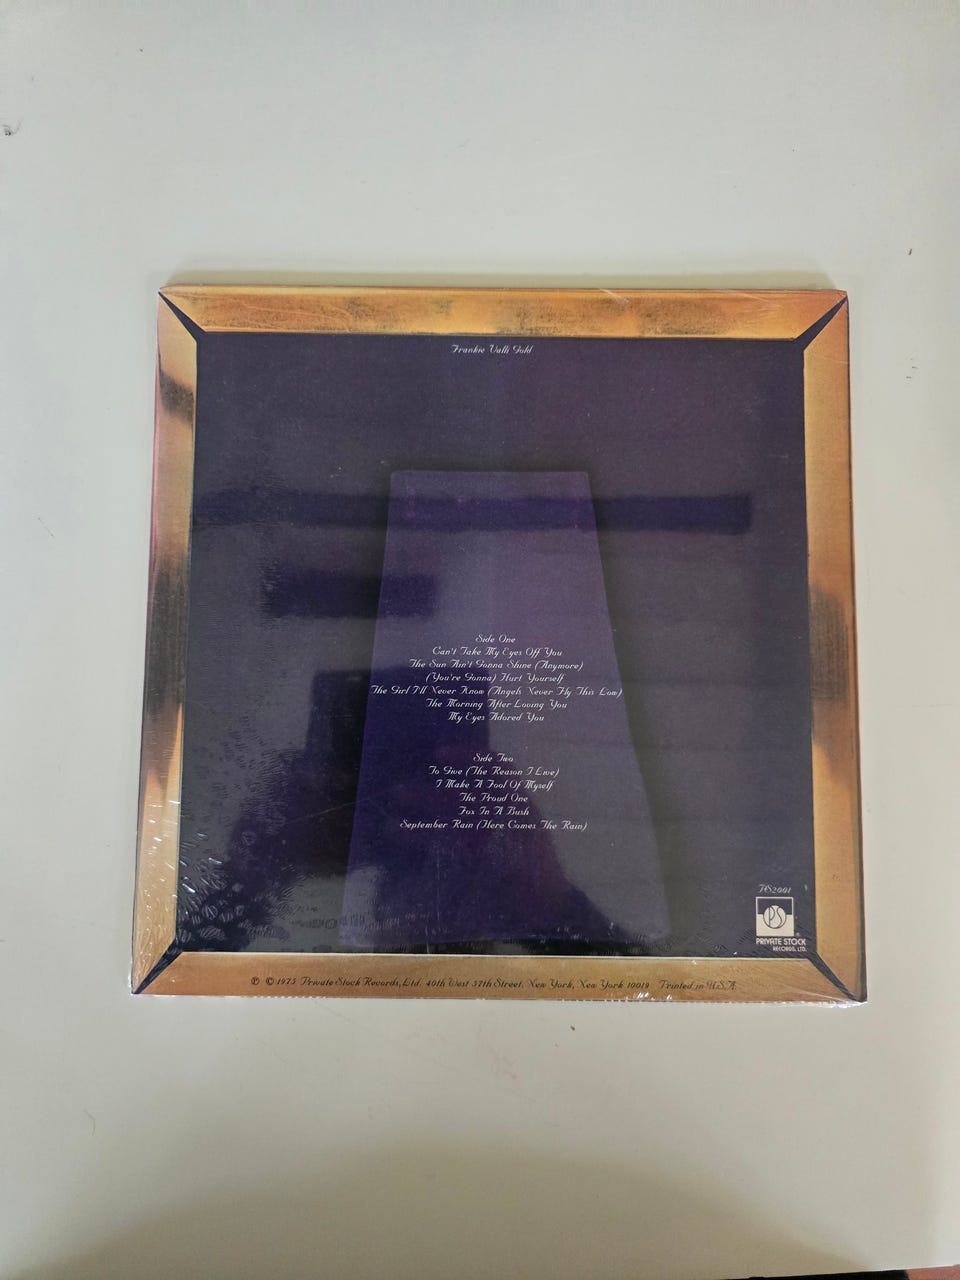 Frankie Valli Gold
Side One
Can't Take My Eyes Off You
The Sun Ain't Gonna Shine (Anymore)
(You're Gonna) Hurt Yourself
The Girl I'll Never Know (Angels Never Fly This Low)
The Morning After Loving You
My Eyes Adored You
Side Two
To Give (The Reason I Live)
I Make A Fool Of Myself
The Proud One
Fox In A Bush
September Rain (Here Comes The Rain)
PS2001
PS
PRIVATE STOCK
RECORDS, LTD.
℗ © 1975 Private Stock Records, Ltd. 40th West 57th Street, New York, New York 10019 Printed in U.S.A.